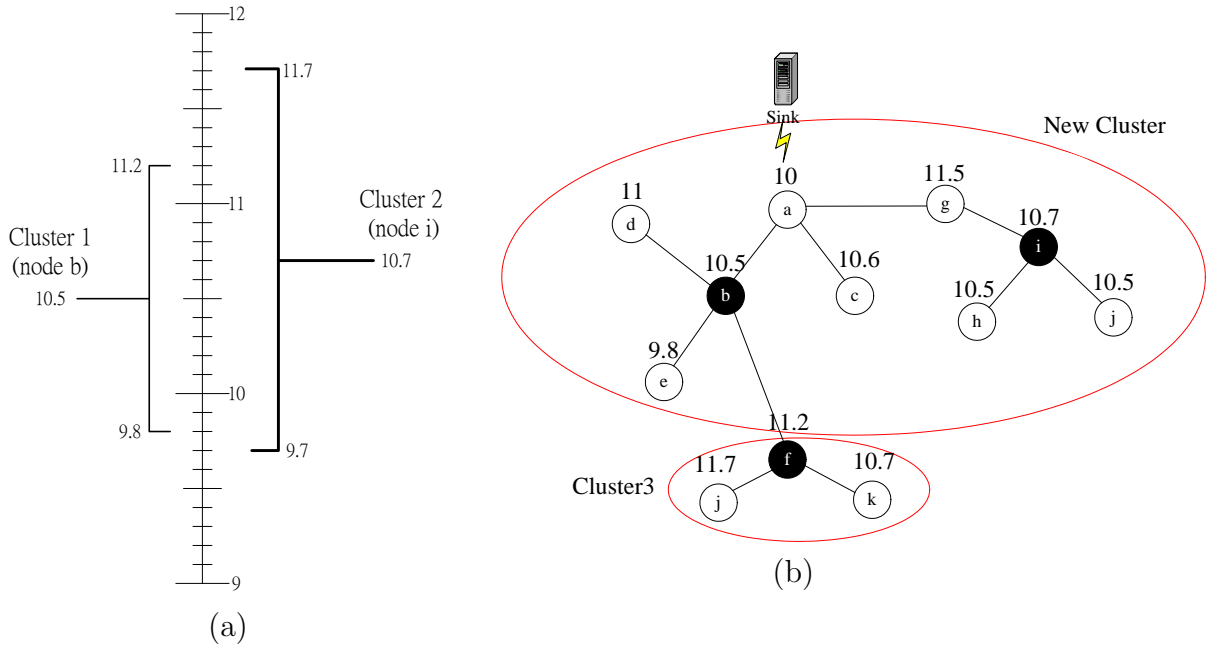 12
11.7
11.2
11
Cluster 1
(node b)
10.5
Cluster 2
(node i)
10.7
10
9.8
9.7
9
(a)
Sink
New Cluster
10
11
11.5
d
a
g
10.7
i
10.5
10.6
b
c
10.5
10.5
h
j
9.8
e
11.2
f
11.7
10.7
Cluster3
j
k
(b)